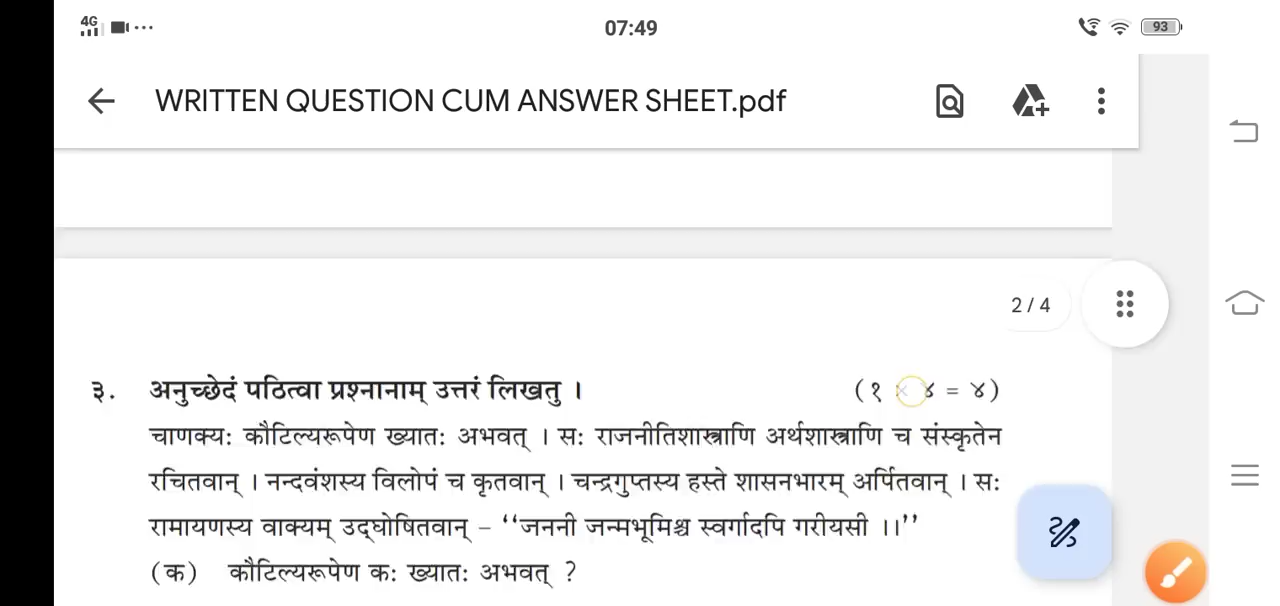 4G 07:49 93
WRITTEN QUESTION CUM ANSWER SHEET.pdf
2 / 4
३. अनुच्छेदं पठित्वा प्रश्नानाम् उत्तरं लिखतु । (१ × ४ = ४)
चाणक्यः कौटिल्यरूपेण ख्यातः अभवत् । सः राजनीतिशास्त्राणि अर्थशास्त्राणि च संस्कृतेन
रचितवान् । नन्दवंशस्य विलोपं च कृतवान् । चन्द्रगुप्तस्य हस्ते शासनभारम् अर्पितवान् । सः
रामायणस्य वाक्यम् उद्घोषितवान् – ‘‘जननी जन्मभूमिश्च स्वर्गादपि गरीयसी ।।’’
(क) कौटिल्यरूपेण कः ख्यातः अभवत् ?